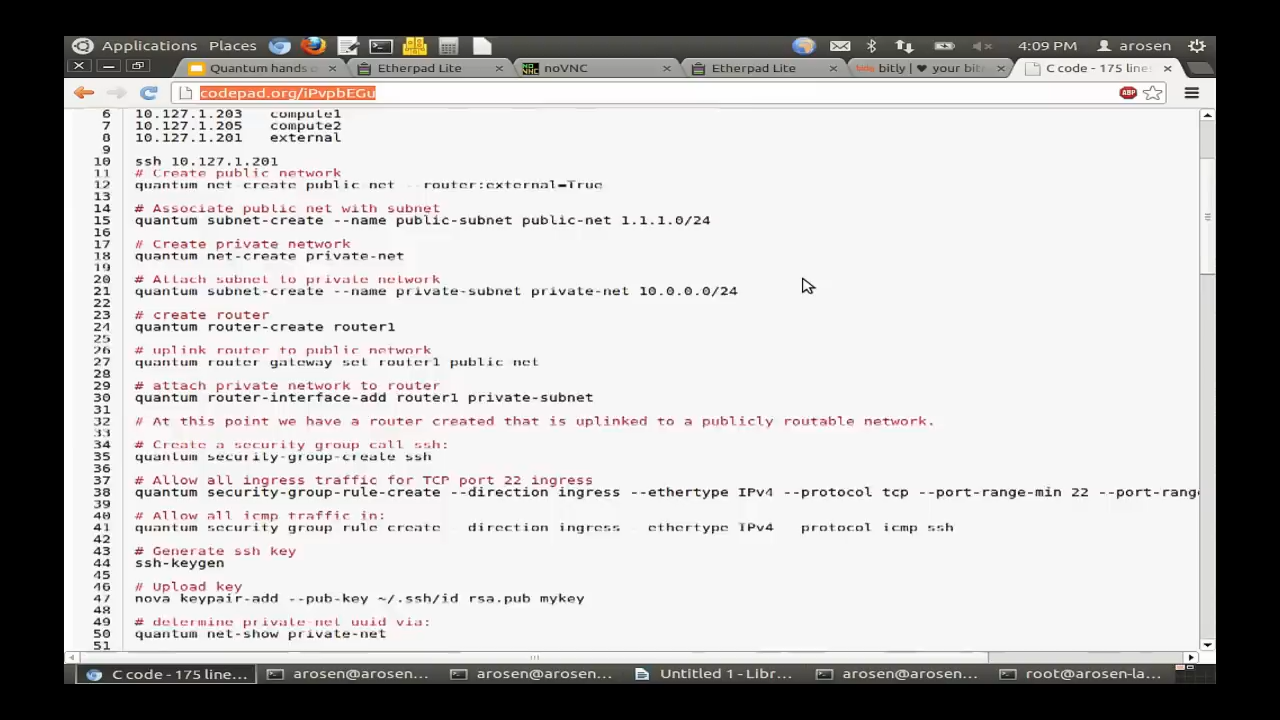 Applications Places 4:09 PM arosen
Quantum hands o
Etherpad Lite
noVNC
Etherpad Lite
bitly | ♥ your bit
C code - 175 line
codepad.org/iPvpbEGu
ABP
6 10.127.1.203 compute1
7 10.127.1.205 compute2
8 10.127.1.201 external
9
10 ssh 10.127.1.201
11 # Create public network
12 quantum net-create public-net --router:external=True
13
14 # Associate public net with subnet
15 quantum subnet-create --name public-subnet public-net 1.1.1.0/24
16
17 # Create private network
18 quantum net-create private-net
19
20 # Attach subnet to private network
21 quantum subnet-create --name private-subnet private-net 10.0.0.0/24
22
23 # create router
24 quantum router-create router1
25
26 # uplink router to public network
27 quantum router-gateway-set router1 public-net
28
29 # attach private network to router
30 quantum router-interface-add router1 private-subnet
31
32 # At this point we have a router created that is uplinked to a publicly routable network.
33
34 # Create a security group call ssh:
35 quantum security-group-create ssh
36
37 # Allow all ingress traffic for TCP port 22 ingress
38 quantum security-group-rule-create --direction ingress --ethertype IPv4 --protocol tcp --port-range-min 22 --port-rang
39
40 # Allow all icmp traffic in:
41 quantum security-group-rule-create --direction ingress --ethertype IPv4 --protocol icmp ssh
42
43 # Generate ssh key
44 ssh-keygen
45
46 # Upload key
47 nova keypair-add --pub-key ~/.ssh/id_rsa.pub mykey
48
49 # determine private-net uuid via:
50 quantum net-show private-net
51
C code - 175 line...
arosen@arosen...
arosen@arosen...
Untitled 1 - Libr...
arosen@arosen...
root@arosen-la...